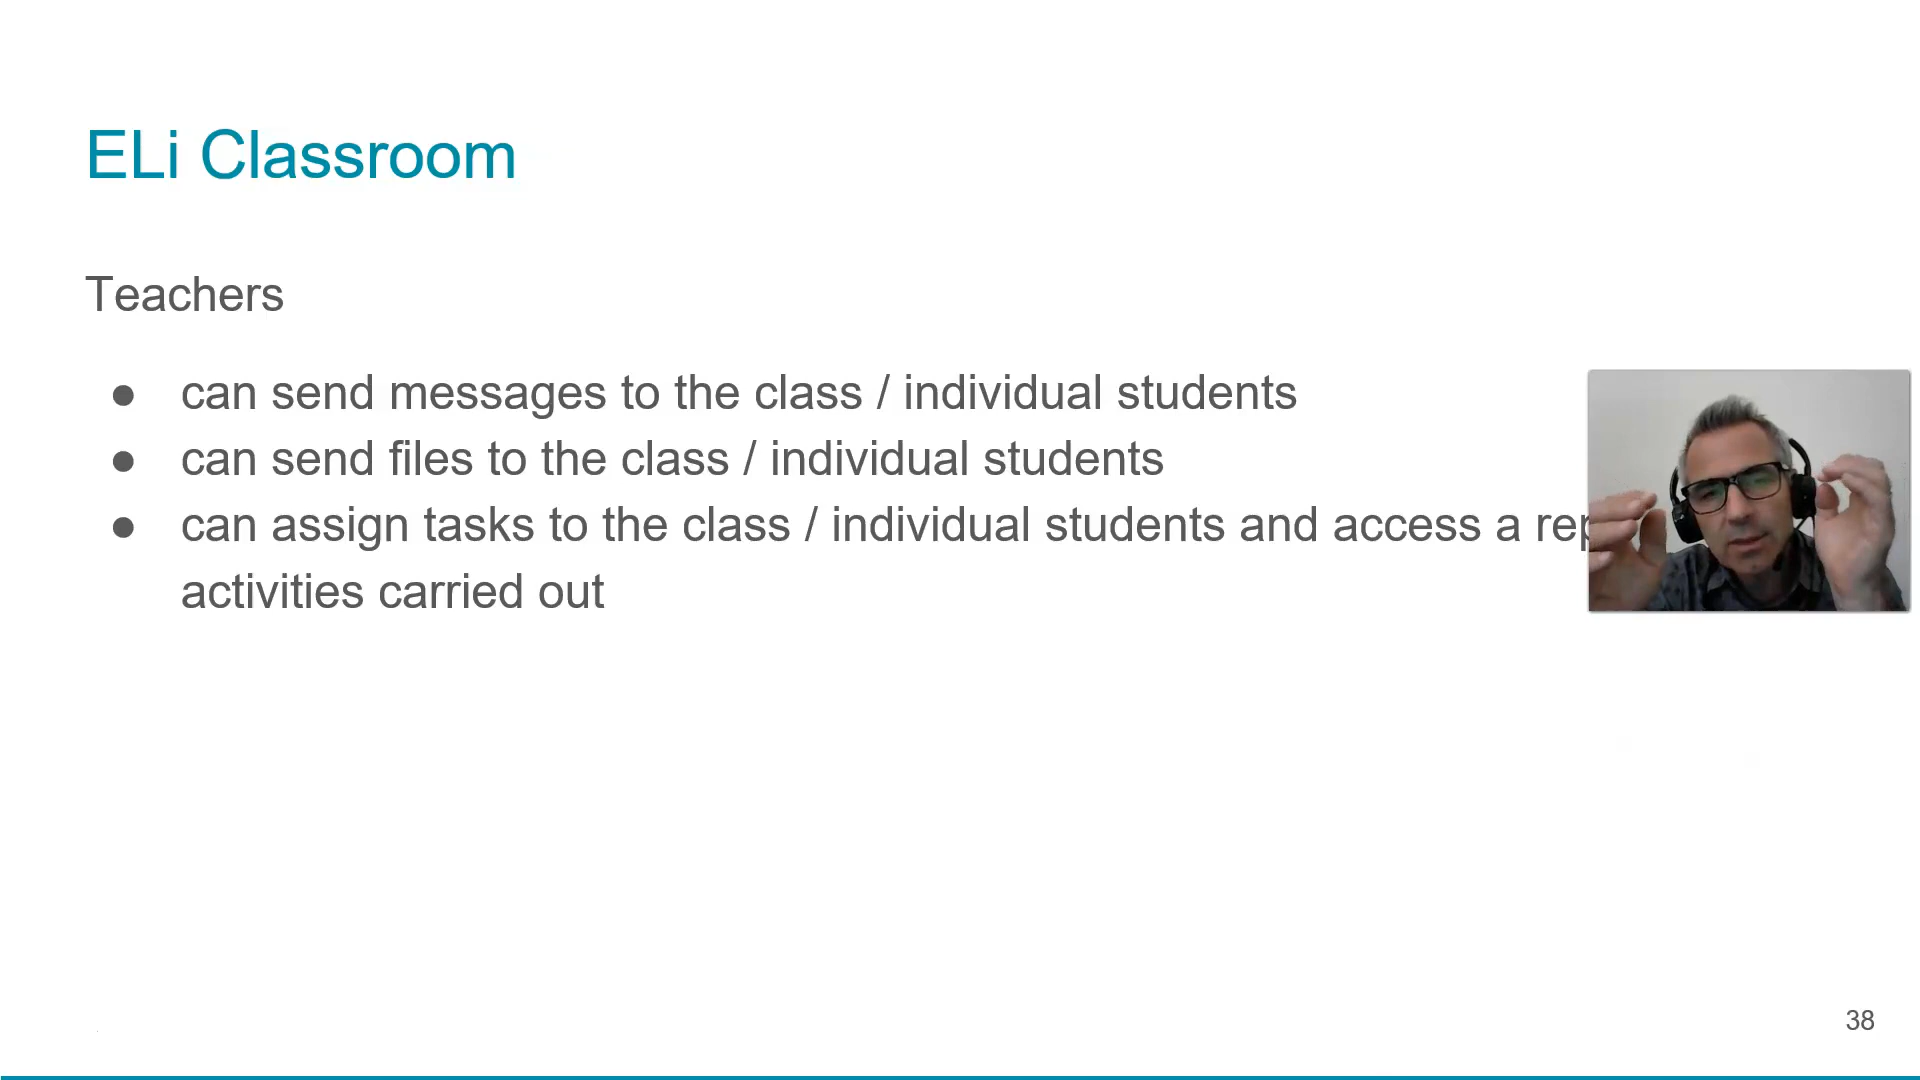 ELi Classroom
Teachers
● can send messages to the class / individual students
● can send files to the class / individual students
● can assign tasks to the class / individual students and access a
activities carried out
38